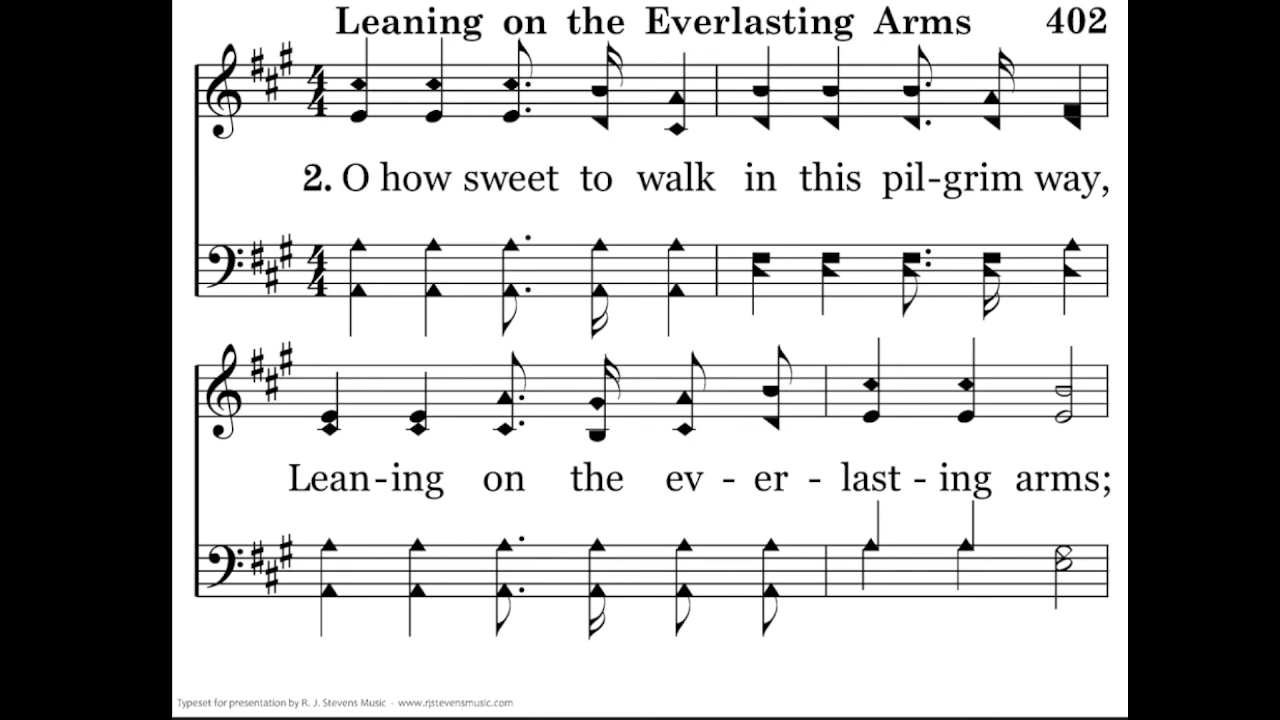 Leaning on the Everlasting Arms 402
2. O how sweet to walk in this pil-grim way,
Lean-ing on the ev - er - last - ing arms;
Typeset for presentation by R. J. Stevens Music - www.rjstevensmusic.com